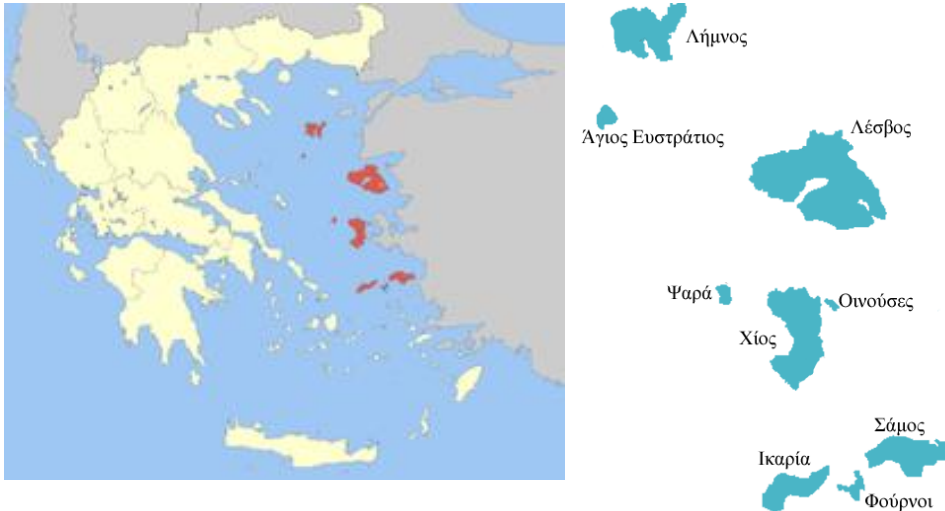 Λήμνος
Άγιος Ευστράτιος
Λέσβος
Ψαρά
Οινούσες
Χίος
Σάμος
Ικαρία
Φούρνοι